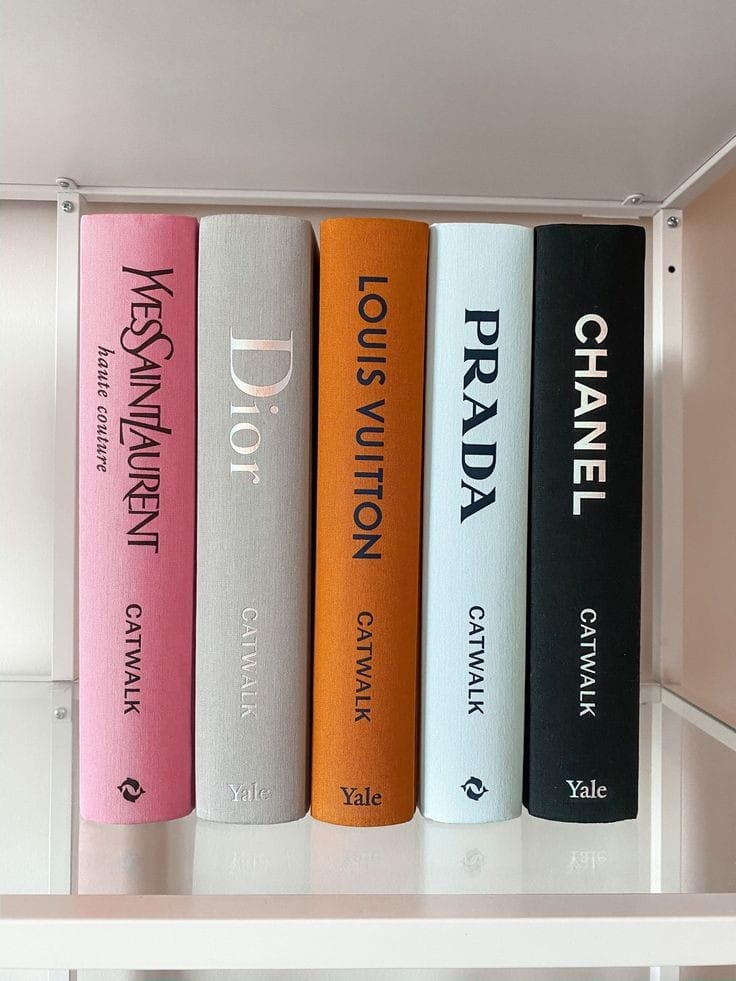 YVESSAINTLAURENT
haute couture
CATWALK
Dior
CATWALK
Yale
LOUIS VUITTON
CATWALK
Yale
PRADA
CATWALK
CHANEL
CATWALK
Yale